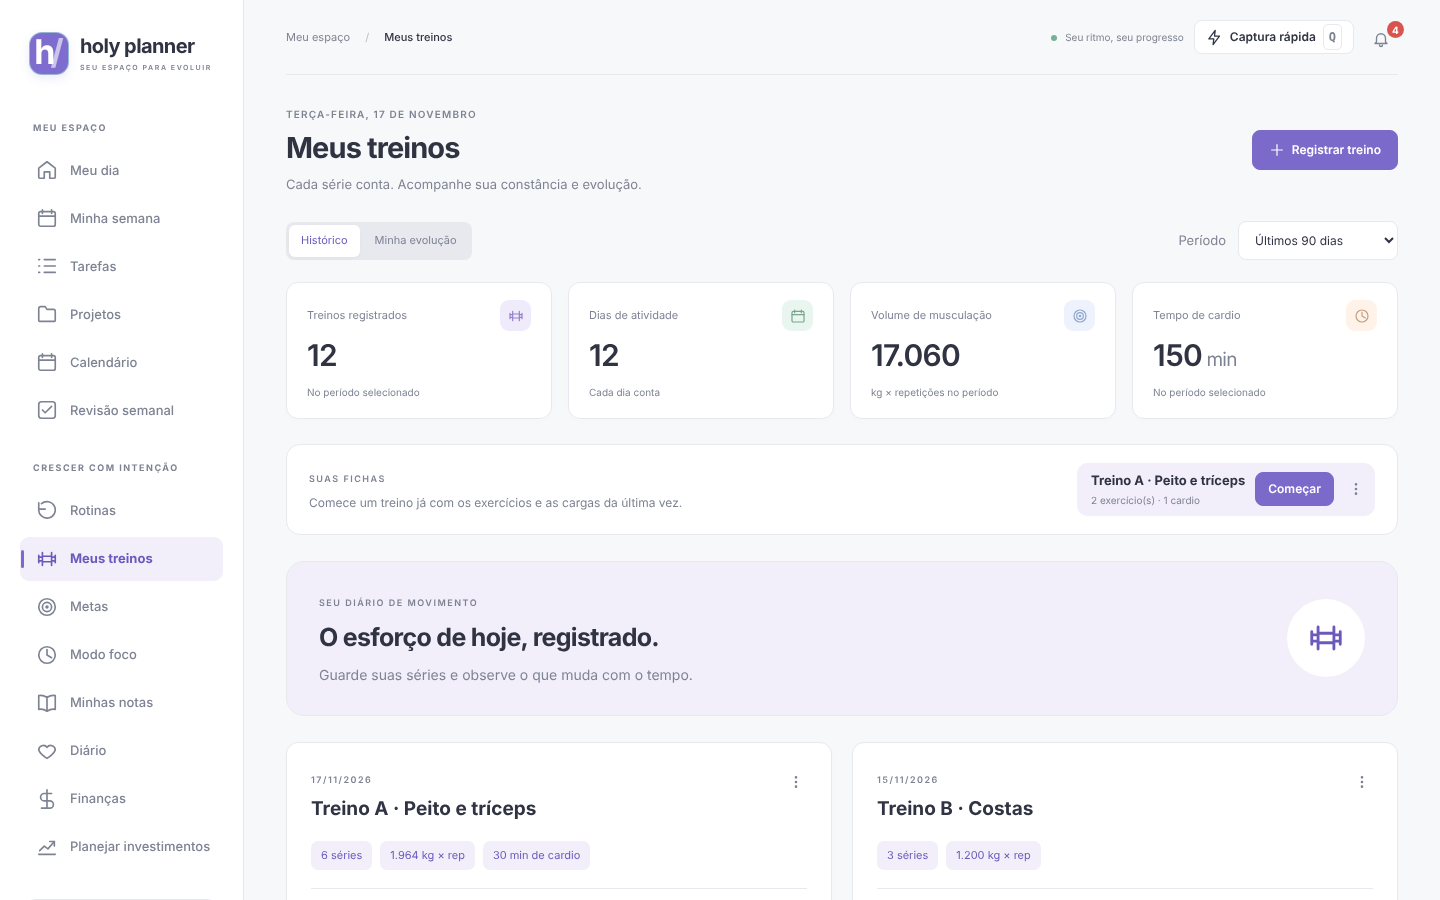 holy planner
SEU ESPAÇO PARA EVOLUIR
MEU ESPAÇO
Meu dia
Minha semana
Tarefas
Projetos
Calendário
Revisão semanal
CRESCER COM INTENÇÃO
Rotinas
Meus treinos
Metas
Modo foco
Minhas notas
Diário
Finanças
Planejar investimentos
Meu espaço / Meus treinos
Seu ritmo, seu progresso
Captura rápida Q
4
TERÇA-FEIRA, 17 DE NOVEMBRO
Meus treinos
Cada série conta. Acompanhe sua constância e evolução.
Registrar treino
Histórico Minha evolução
Período Últimos 90 dias
Treinos registrados
12
No período selecionado
Dias de atividade
12
Cada dia conta
Volume de musculação
17.060
kg × repetições no período
Tempo de cardio
150 min
No período selecionado
SUAS FICHAS
Comece um treino já com os exercícios e as cargas da última vez.
Treino A · Peito e tríceps
2 exercício(s) · 1 cardio
Começar
SEU DIÁRIO DE MOVIMENTO
O esforço de hoje, registrado.
Guarde suas séries e observe o que muda com o tempo.
17/11/2026
Treino A · Peito e tríceps
6 séries 1.964 kg × rep 30 min de cardio
15/11/2026
Treino B · Costas
3 séries 1.200 kg × rep